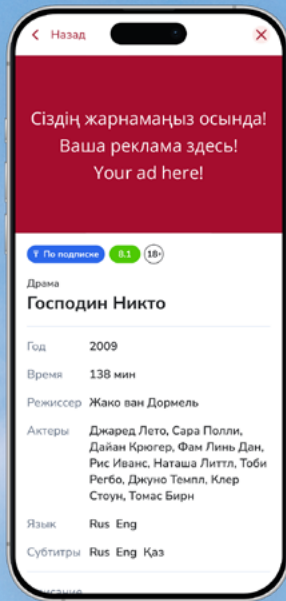 Назад
Сіздің жарнамаңыз осында!
Ваша реклама здесь!
Your ad here!
По подписке 8.1 18+
Драма
Господин Никто
Год 2009
Время 138 мин
Режиссер Жако ван Дормель
Актеры Джаред Лето, Сара Полли,
Дайан Крюгер, Фам Линь Дан,
Рис Иванс, Наташа Литтл, Тоби
Регбо, Джуно Темпл, Клер
Стоун, Томас Бирн
Язык Rus Eng
Субтитры Rus Eng Қаз